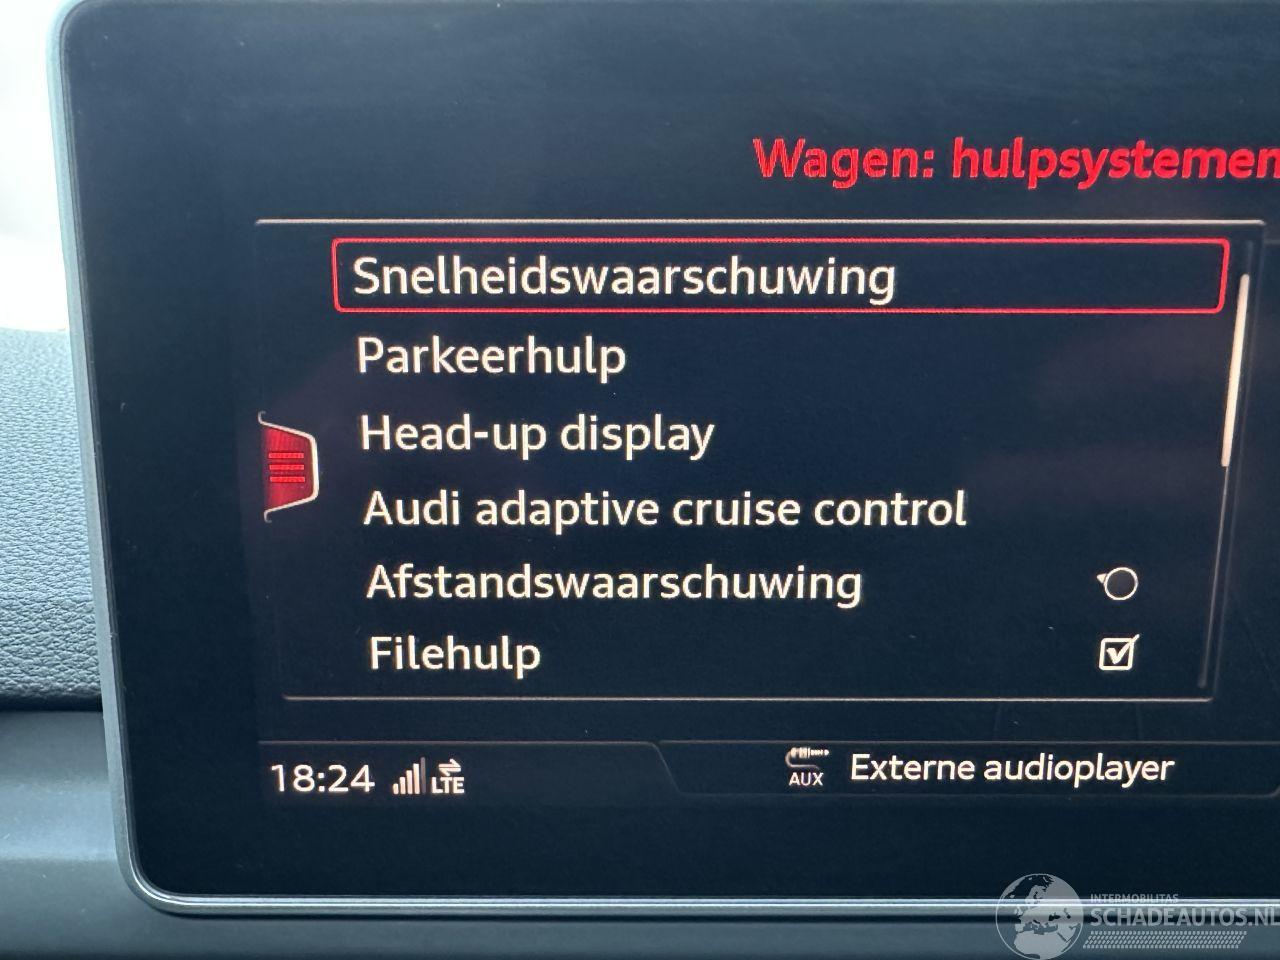 Wagen: hulpsystemen
Snelheidswaarschuwing
Parkeerhulp
Head-up display
Audi adaptive cruise control
Afstandswaarschuwing
Filehulp
18:24 LTE
AUX Externe audioplayer
INTERMOBILITAS
SCHADEAUTOS.NL